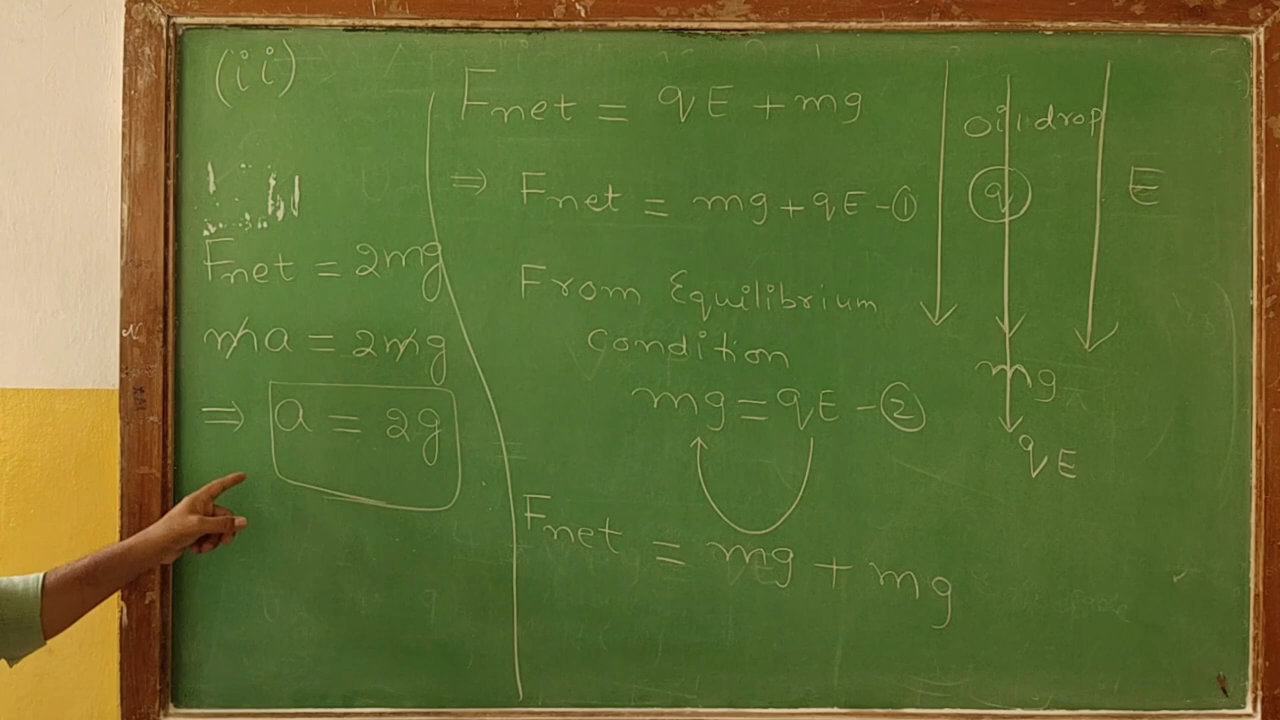 (ii)
Fnet = 2mg
ma = 2mg
⇒ a = 2g
Fnet = qE + mg
⇒ Fnet = mg + qE - ①
From Equilibrium
Condition
mg = qE - ②
Fnet = mg + mg
Oil drop
q
E
mg
qE